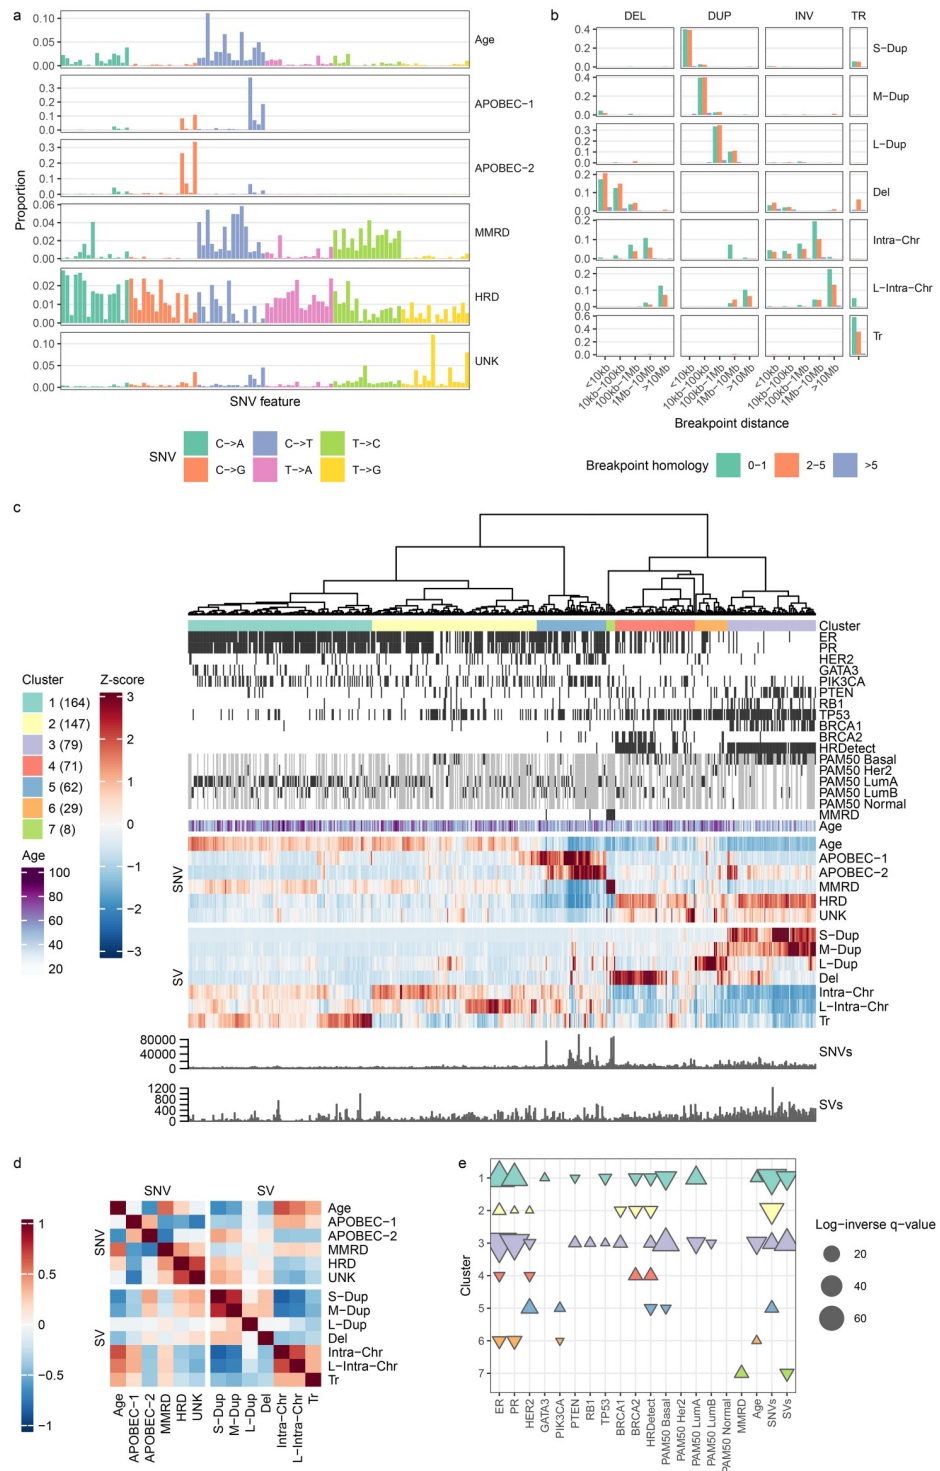 a
0.10
0.05
0.00
Age
0.3
0.2
0.1
0.0
APOBEC−1
0.3
0.2
0.1
0.0
APOBEC−2
0.06
0.04
0.02
0.00
MMRD
0.02
0.01
0.00
HRD
0.10
0.05
0.00
UNK
Proportion
SNV feature
SNV
C−>A
C−>T
T−>C
C−>G
T−>A
T−>G
b
DEL
DUP
INV
TR
0.4
0.2
0.0
S−Dup
0.4
0.2
0.0
M−Dup
0.4
0.2
0.0
L−Dup
0.2
0.1
0.0
Del
0.2
0.1
0.0
Intra−Chr
0.2
0.1
0.0
L−Intra−Chr
0.6
0.4
0.2
0.0
Tr
<10kb
10kb−100kb
100kb−1Mb
1Mb−10Mb
>10Mb
<10kb
10kb−100kb
100kb−1Mb
1Mb−10Mb
>10Mb
<10kb
10kb−100kb
100kb−1Mb
1Mb−10Mb
>10Mb
Breakpoint distance
Breakpoint homology
0−1
2−5
>5
c
Cluster
ER
PR
HER2
GATA3
PIK3CA
PTEN
RB1
TP53
BRCA1
BRCA2
HRDetect
PAM50 Basal
PAM50 Her2
PAM50 LumA
PAM50 LumB
PAM50 Normal
MMRD
Age
Cluster
1 (164)
2 (147)
3 (79)
4 (71)
5 (62)
6 (29)
7 (8)
Z−score
3
2
1
0
−1
−2
−3
Age
100
80
60
40
20
SNV
Age
APOBEC−1
APOBEC−2
MMRD
HRD
UNK
SV
S−Dup
M−Dup
L−Dup
Del
Intra−Chr
L−Intra−Chr
Tr
80000
40000
0
SNVs
1200
800
400
0
SVs
d
SNV
SV
1
0.5
0
−0.5
−1
SNV
SV
Age
APOBEC−1
APOBEC−2
MMRD
HRD
UNK
S−Dup
M−Dup
L−Dup
Del
Intra−Chr
L−Intra−Chr
Tr
Age
APOBEC−1
APOBEC−2
MMRD
HRD
UNK
S−Dup
M−Dup
L−Dup
Del
Intra−Chr
L−Intra−Chr
Tr
e
Cluster
1
2
3
4
5
6
7
ER
PR
HER2
GATA3
PIK3CA
PTEN
RB1
TP53
BRCA1
BRCA2
HRDetect
PAM50 Basal
PAM50 Her2
PAM50 LumA
PAM50 LumB
PAM50 Normal
MMRD
Age
SNVs
SVs
Log−inverse q−value
20
40
60